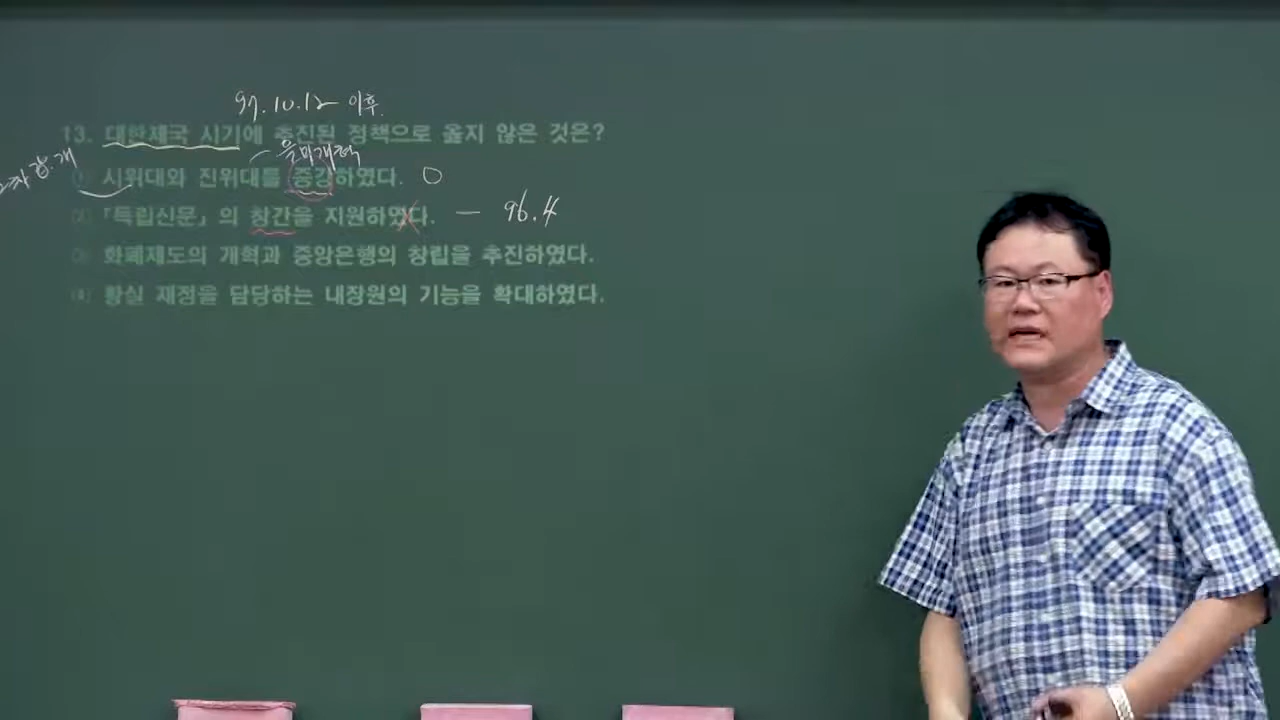 97.10.12 이후
13. 대한제국 시기에 추진된 정책으로 옳지 않은 것은?
을미개혁
① 시위대와 진위대를 증강하였다. O
② 「독립신문」의 창간을 지원하였다. — 96.4
③ 화폐제도의 개혁과 중앙은행의 창립을 추진하였다.
④ 황실 재정을 담당하는 내장원의 기능을 확대하였다.